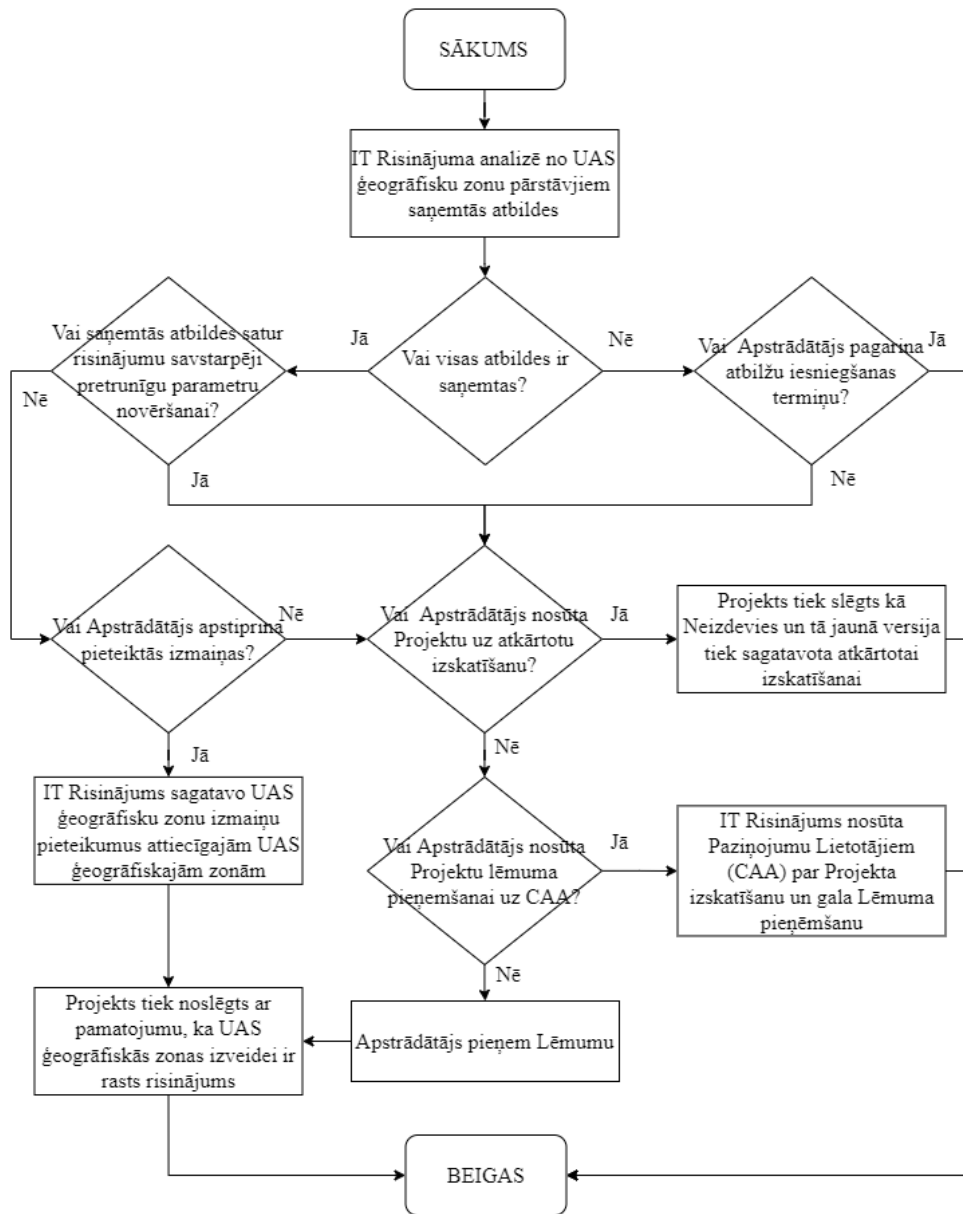 SĀKUMS
IT Risinājuma analizē no UAS
ģeogrāfisku zonu pārstāvjiem
saņemtās atbildes
Vai saņemtās atbildes satur
risinājumu savstarpēji
pretrunīgu parametru
novēršanai?
Jā
Vai visas atbildes ir
saņemtas?
Nē
Vai Apstrādātājs pagarina
atbilžu iesniegšanas
termiņu?
Jā
Nē
Jā
Nē
Vai Apstrādātājs apstiprina
pieteiktās izmaiņas?
Nē
Vai Apstrādātājs nosūta
Projektu uz atkārtotu
izskatīšanu?
Jā
Projekts tiek slēgts kā
Neizdevies un tā jaunā versija
tiek sagatavota atkārtotai
izskatīšanai
Jā
Nē
IT Risinājums sagatavo UAS
ģeogrāfisku zonu izmaiņu
pieteikumus attiecīgajām UAS
ģeogrāfiskajām zonām
Vai Apstrādātājs nosūta
Projektu lēmuma
pieņemšanai uz CAA?
Jā
IT Risinājums nosūta
Paziņojumu Lietotājiem
(CAA) par Projekta
izskatīšanu un gala Lēmuma
pieņēmšanu
Nē
Projekts tiek noslēgts ar
pamatojumu, ka UAS
ģeogrāfiskās zonas izveidei ir
rasts risinājums
Apstrādātājs pieņem Lēmumu
BEIGAS